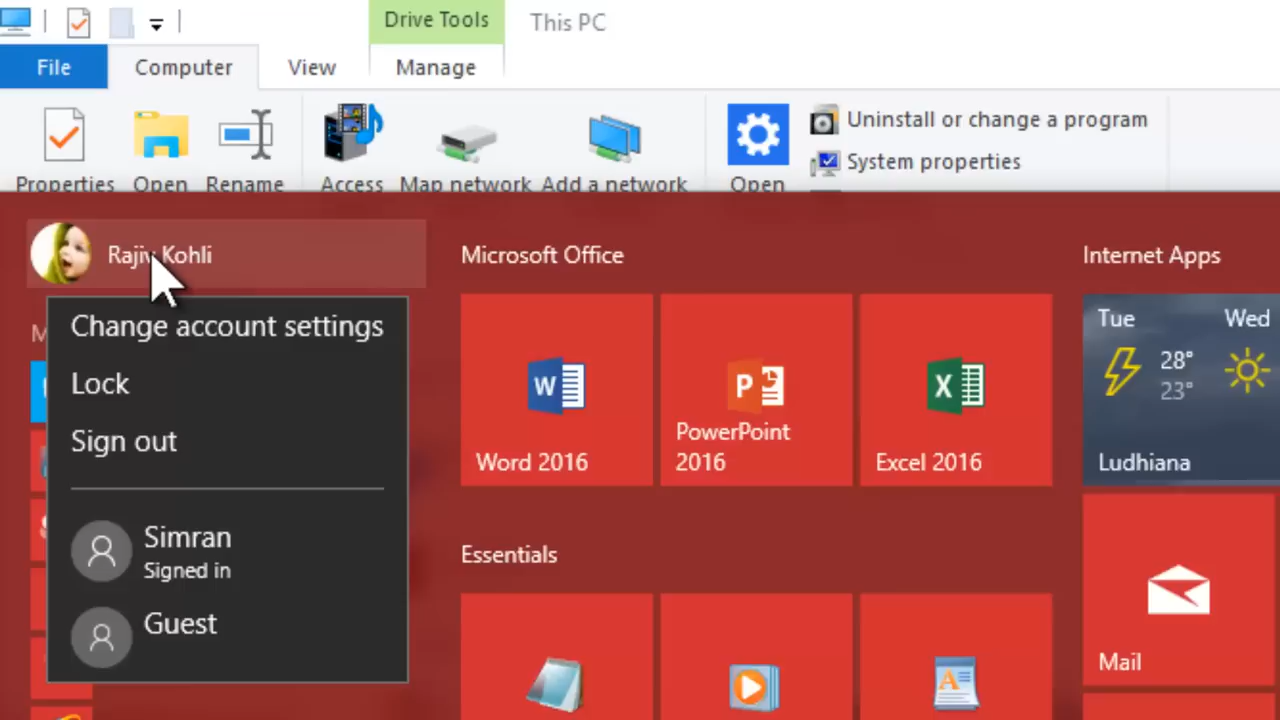 Drive Tools
This PC
File
Computer
View
Manage
Properties
Open
Rename
Access
Map network
Add a network
Open
Uninstall or change a program
System properties
Rajiv Kohli
Change account settings
Lock
Sign out
Simran
Signed in
Guest
Microsoft Office
Word 2016
PowerPoint
2016
Excel 2016
Essentials
Internet Apps
Tue
Wed
28°
23°
Ludhiana
Mail